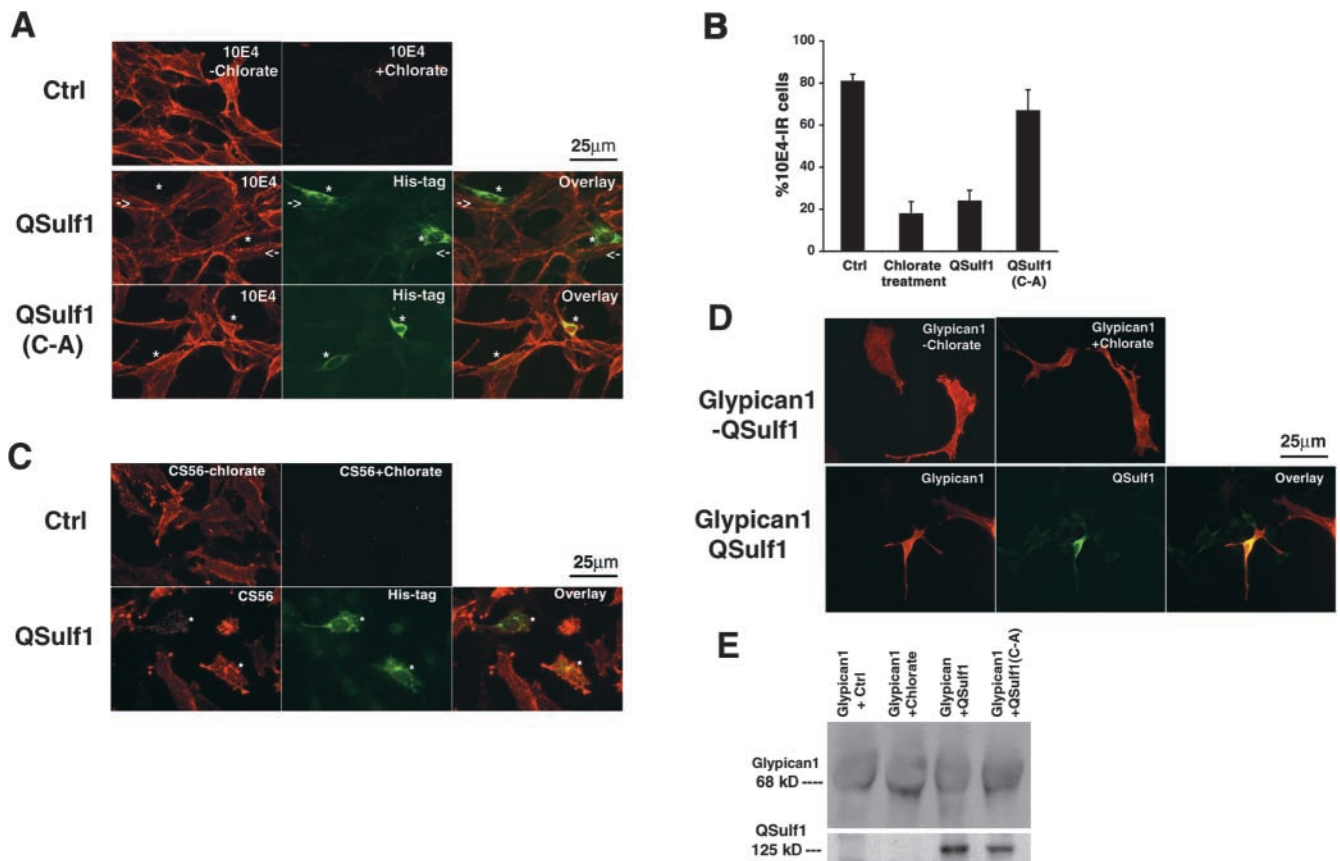 A
Ctrl
10E4
-Chlorate
10E4
+Chlorate
25μm
QSulf1
*
->
10E4
*
<-
His-tag
*
->
*
<-
Overlay
*
->
*
<-
QSulf1
(C-A)
10E4
*
*
His-tag
*
*
Overlay
*
*
B
%10E4-IR cells
100
80
60
40
20
0
Ctrl
Chlorate
treatment
QSulf1
QSulf1
(C-A)
C
Ctrl
CS56-chlorate
CS56+Chlorate
25μm
QSulf1
CS56
*
*
His-tag
*
*
Overlay
*
*
D
Glypican1
-QSulf1
Glypican1
-Chlorate
Glypican1
+Chlorate
25μm
Glypican1
QSulf1
Glypican1
QSulf1
Overlay
E
Glypican1
+ Ctrl
Glypican1
+Chlorate
Glypican
+QSulf1
Glypican1
+QSulf1(C-A)
Glypican1
68 kD ----
QSulf1
125 kD ---